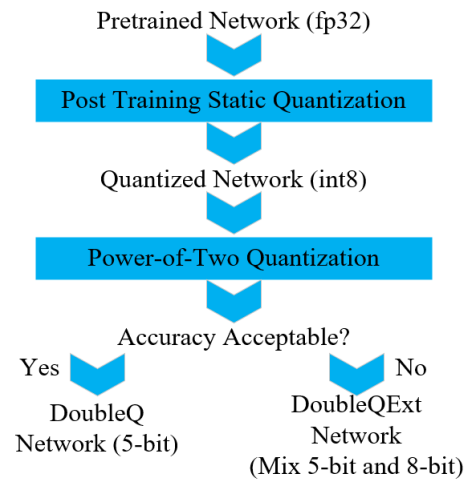 Pretrained Network (fp32)
Post Training Static Quantization
Quantized Network (int8)
Power-of-Two Quantization
Accuracy Acceptable?
Yes
No
DoubleQ
Network (5-bit)
DoubleQExt
Network
(Mix 5-bit and 8-bit)